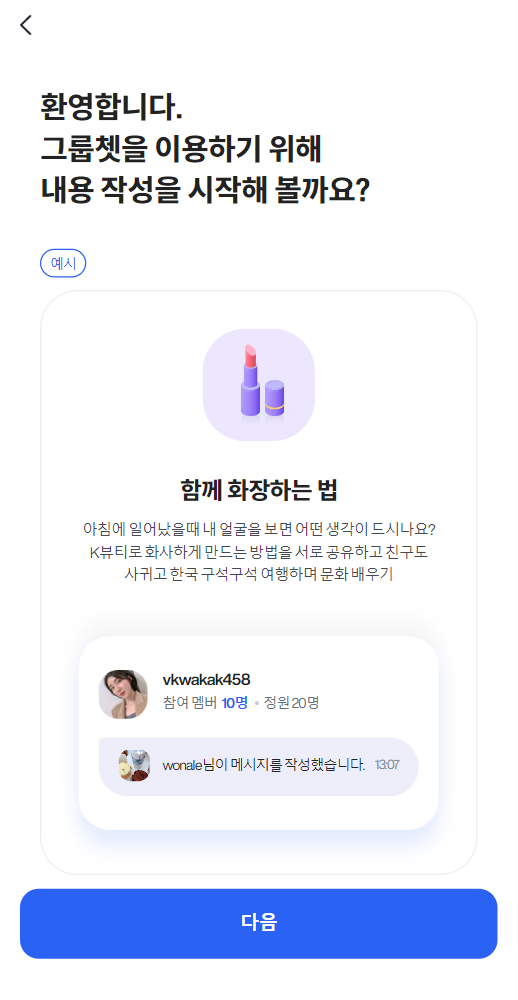 환영합니다.
그룹쳇을 이용하기 위해
내용 작성을 시작해 볼까요?
예시
함께 화장하는 법
아침에 일어났을때 내 얼굴을 보면 어떤 생각이 드시나요?
K뷰티로 화사하게 만드는 방법을 서로 공유하고 친구도
사귀고 한국 구석구석 여행하며 문화 배우기
vkwakak458
참여 멤버 10명 • 정원 20명
wonale님이 메시지를 작성했습니다. 13:07
다음